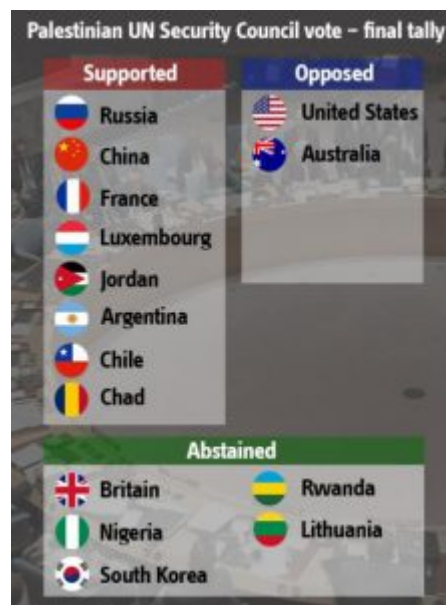 Palestinian UN Security Council vote – final tally
Supported
Russia
China
France
Luxembourg
Jordan
Argentina
Chile
Chad
Opposed
United States
Australia
Abstained
Britain
Nigeria
South Korea
Rwanda
Lithuania